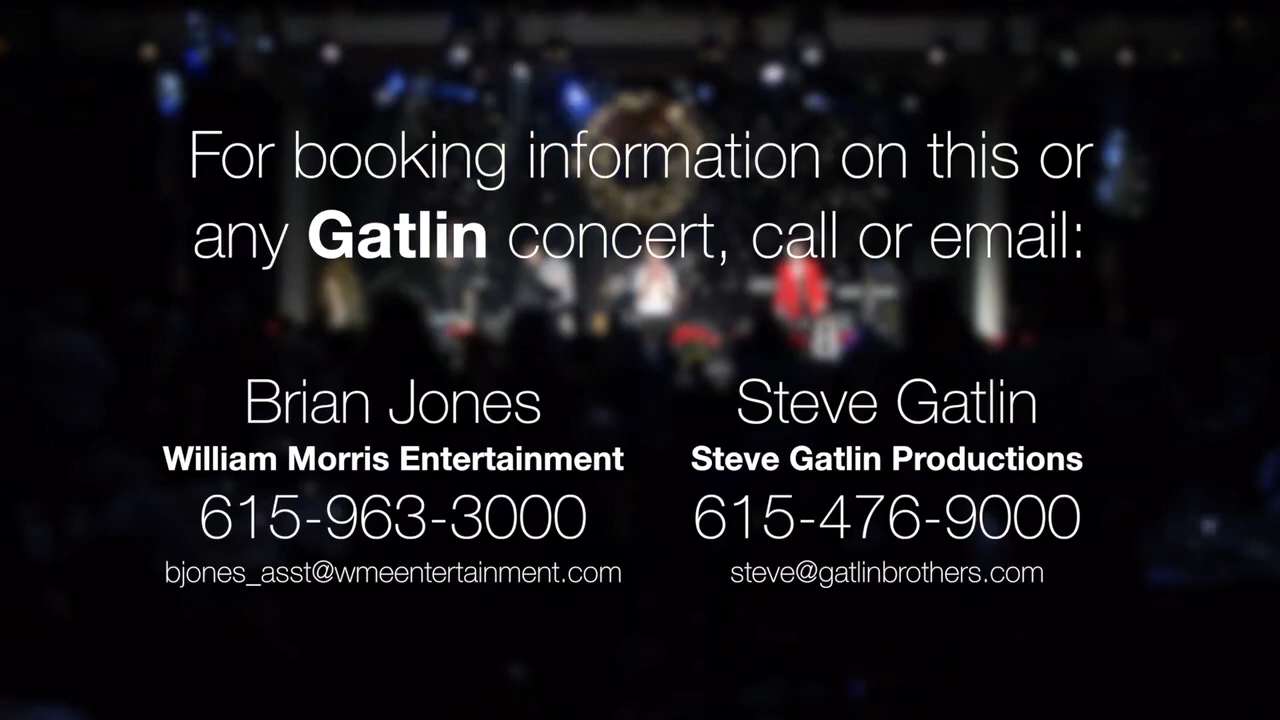 For booking information on this or
any Gatlin concert, call or email:
Brian Jones
William Morris Entertainment
615-963-3000
bjones_asst@wmeentertainment.com
Steve Gatlin
Steve Gatlin Productions
615-476-9000
steve@gatlinbrothers.com